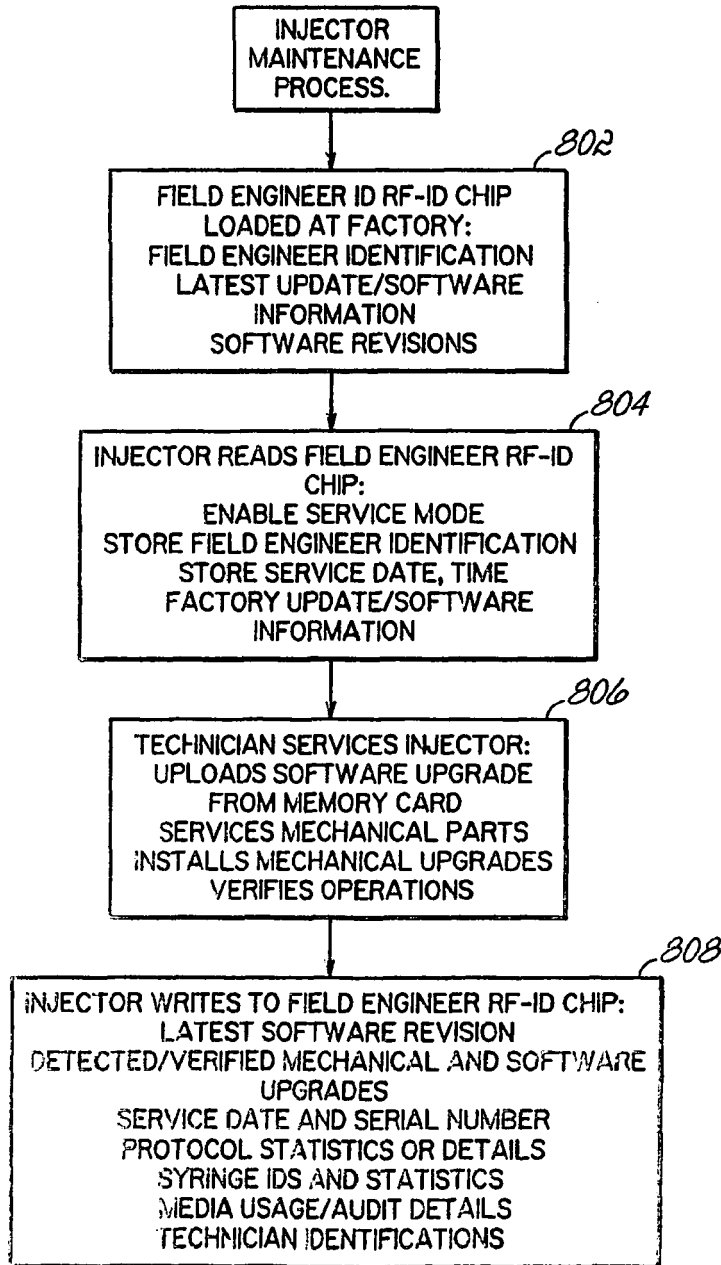 INJECTOR
MAINTENANCE
PROCESS.
802
FIELD ENGINEER ID RF-ID CHIP
LOADED AT FACTORY:
FIELD ENGINEER IDENTIFICATION
LATEST UPDATE/SOFTWARE
INFORMATION
SOFTWARE REVISIONS
804
INJECTOR READS FIELD ENGINEER RF-ID
CHIP:
ENABLE SERVICE MODE
STORE FIELD ENGINEER IDENTIFICATION
STORE SERVICE DATE, TIME
FACTORY UPDATE/SOFTWARE
INFORMATION
806
TECHNICIAN SERVICES INJECTOR:
UPLOADS SOFTWARE UPGRADE
FROM MEMORY CARD
SERVICES MECHANICAL PARTS
INSTALLS MECHANICAL UPGRADES
VERIFIES OPERATIONS
808
INJECTOR WRITES TO FIELD ENGINEER RF-ID CHIP:
LATEST SOFTWARE REVISION
DETECTED/VERIFIED MECHANICAL AND SOFTWARE
UPGRADES
SERVICE DATE AND SERIAL NUMBER
PROTOCOL STATISTICS OR DETAILS
SYRINGE IDS AND STATISTICS
MEDIA USAGE/AUDIT DETAILS
TECHNICIAN IDENTIFICATIONS